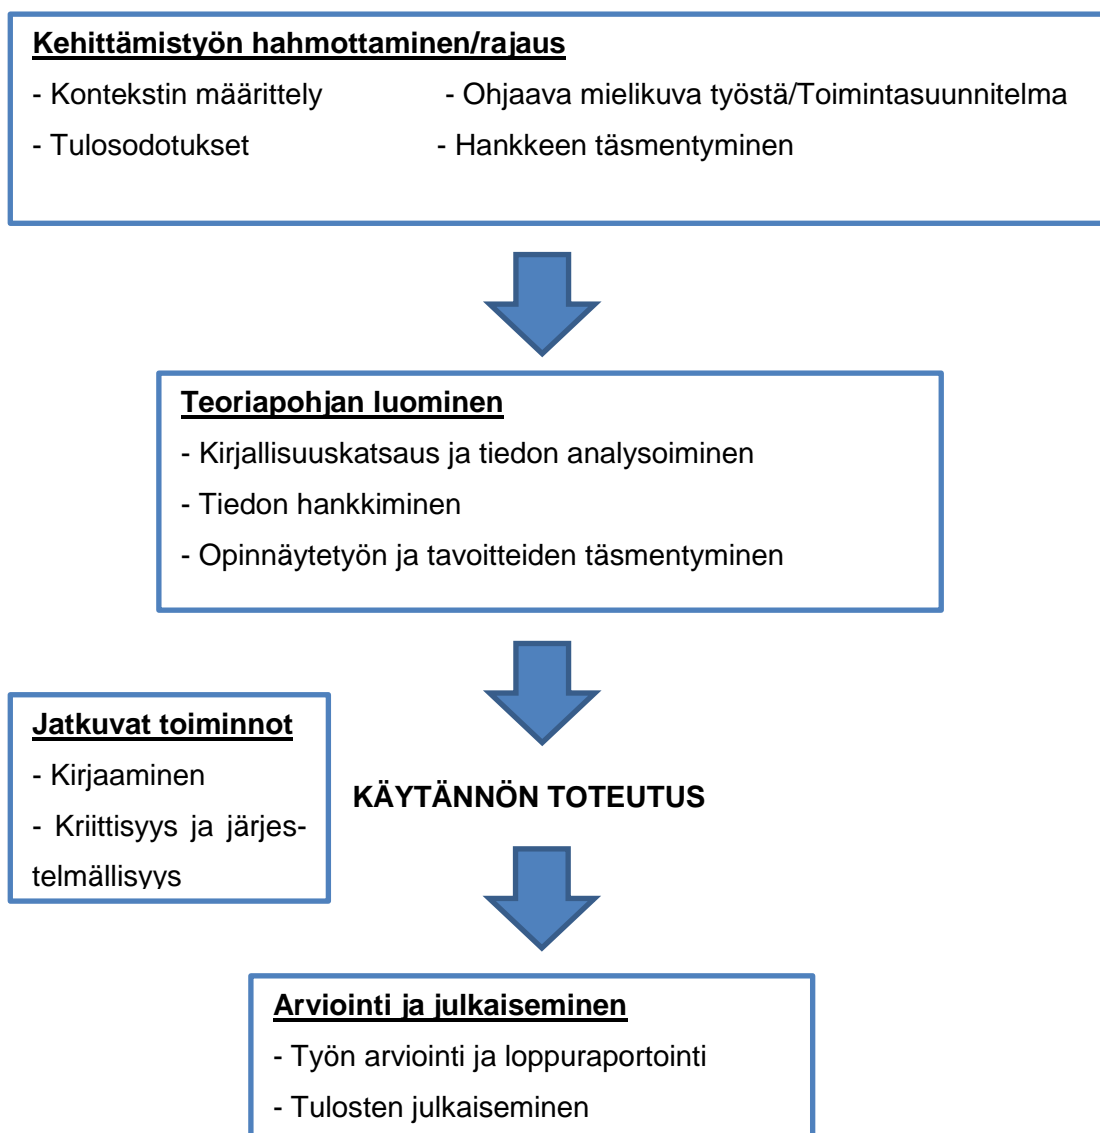 Kehittämistyön hahmottaminen/rajaus
- Kontekstin määrittely - Ohjaava mielikuva työstä/Toimintasuunnitelma
- Tulosodotukset - Hankkeen täsmentyminen
Teoriapohjan luominen
- Kirjallisuuskatsaus ja tiedon analysoiminen
- Tiedon hankkiminen
- Opinnäytetyön ja tavoitteiden täsmentyminen
Jatkuvat toiminnot
- Kirjaaminen
- Kriittisyys ja järjes-
telmällisyys
KÄYTÄNNÖN TOTEUTUS
Arviointi ja julkaiseminen
- Työn arviointi ja loppuraportointi
- Tulosten julkaiseminen